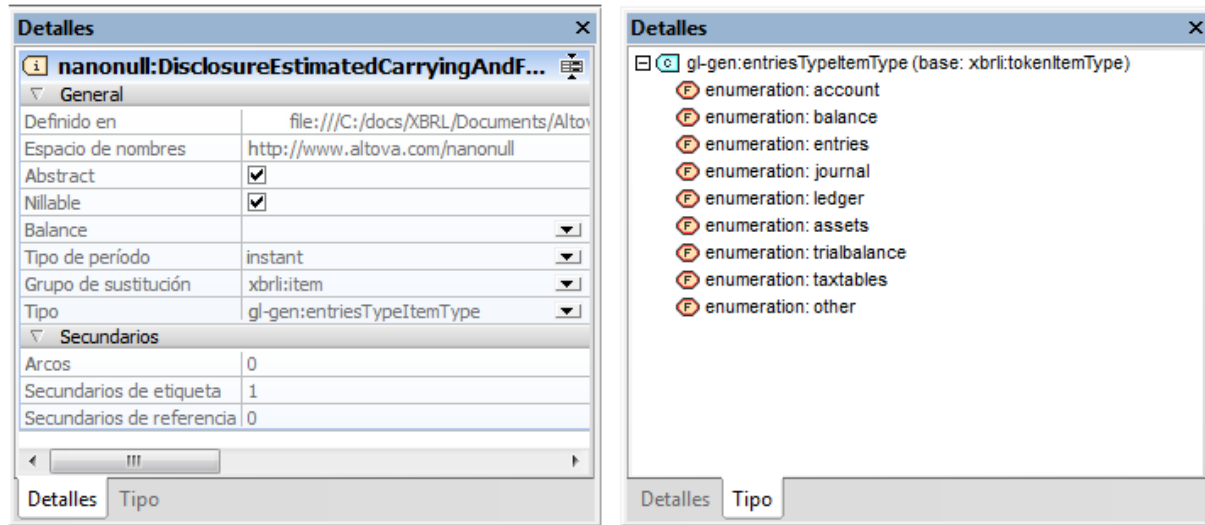 Detalles
nanonull:DisclosureEstimatedCarryingAndF...
General
Definido en file:///C:/docs/XBRL/Documents/Altov
Espacio de nombres http://www.altova.com/nanonull
Abstract
Nillable
Balance
Tipo de período instant
Grupo de sustitución xbrli:item
Tipo gl-gen:entriesTypeItemType
Secundarios
Arcos 0
Secundarios de etiqueta 1
Secundarios de referencia 0
Detalles Tipo
Detalles
gl-gen:entriesTypeItemType (base: xbrli:tokenItemType)
enumeration: account
enumeration: balance
enumeration: entries
enumeration: journal
enumeration: ledger
enumeration: assets
enumeration: trialbalance
enumeration: taxtables
enumeration: other
Detalles Tipo